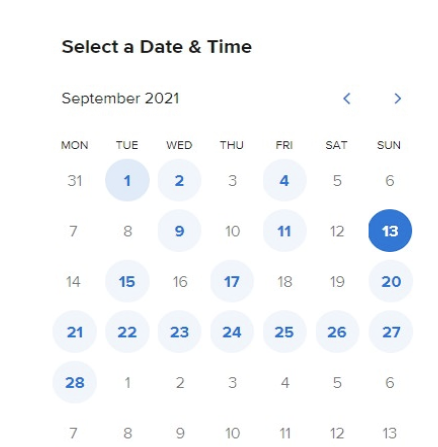 Select a Date & Time
September 2021
MON TUE WED THU FRI SAT SUN
31 1 2 3 4 5 6
7 8 9 10 11 12 13
14 15 16 17 18 19 20
21 22 23 24 25 26 27
28 1 2 3 4 5 6
7 8 9 10 11 12 13